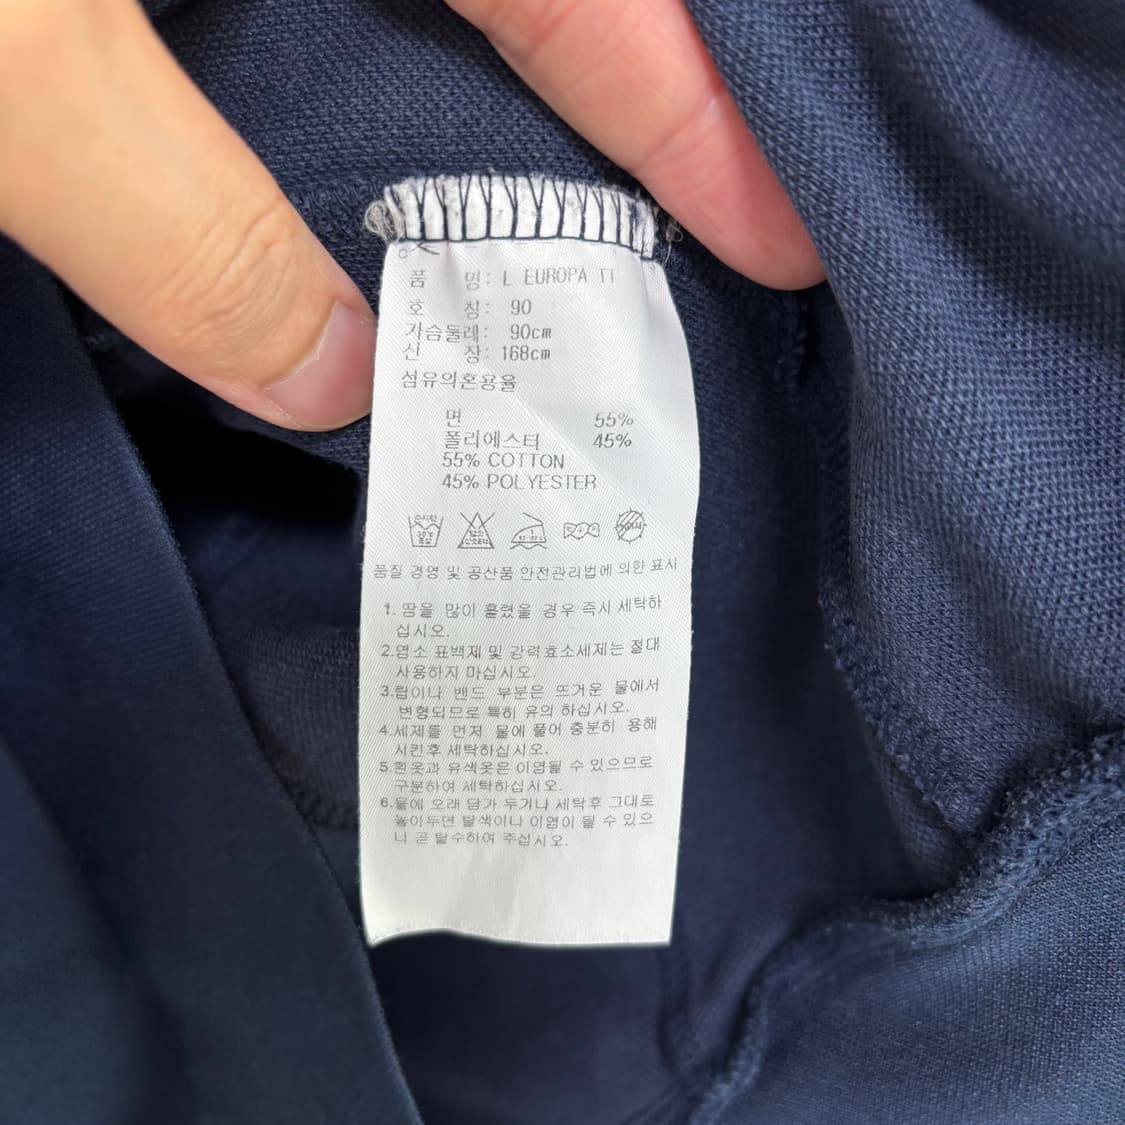 품 명: L EUROPA TT
호 칭: 90
가슴둘레: 90cm
신 장: 168cm
섬유의혼용율
면 55%
폴리에스터 45%
55% COTTON
45% POLYESTER
품질 경영 및 공산품 안전관리법에 의한 표시
1. 땀을 많이 흘렸을 경우 즉시 세탁하
십시오.
2.염소 표백제 및 강력효소세제는 절대
사용하지 마십시오.
3.립이나 밴드 부분은 뜨거운 물에서
변형되므로 특히 유의 하십시오.
4.세제를 먼저 물에 풀어 충분히 용해
시킨후 세탁하십시오.
5.흰옷과 유색옷은 이염될 수 있으므로
구분하여 세탁하십시오.
6.물에 오래 담가 두거나 세탁후 그대로
놓아두면 탈색이나 이염이 될 수 있으
니 곧 탈수하여 주십시오.